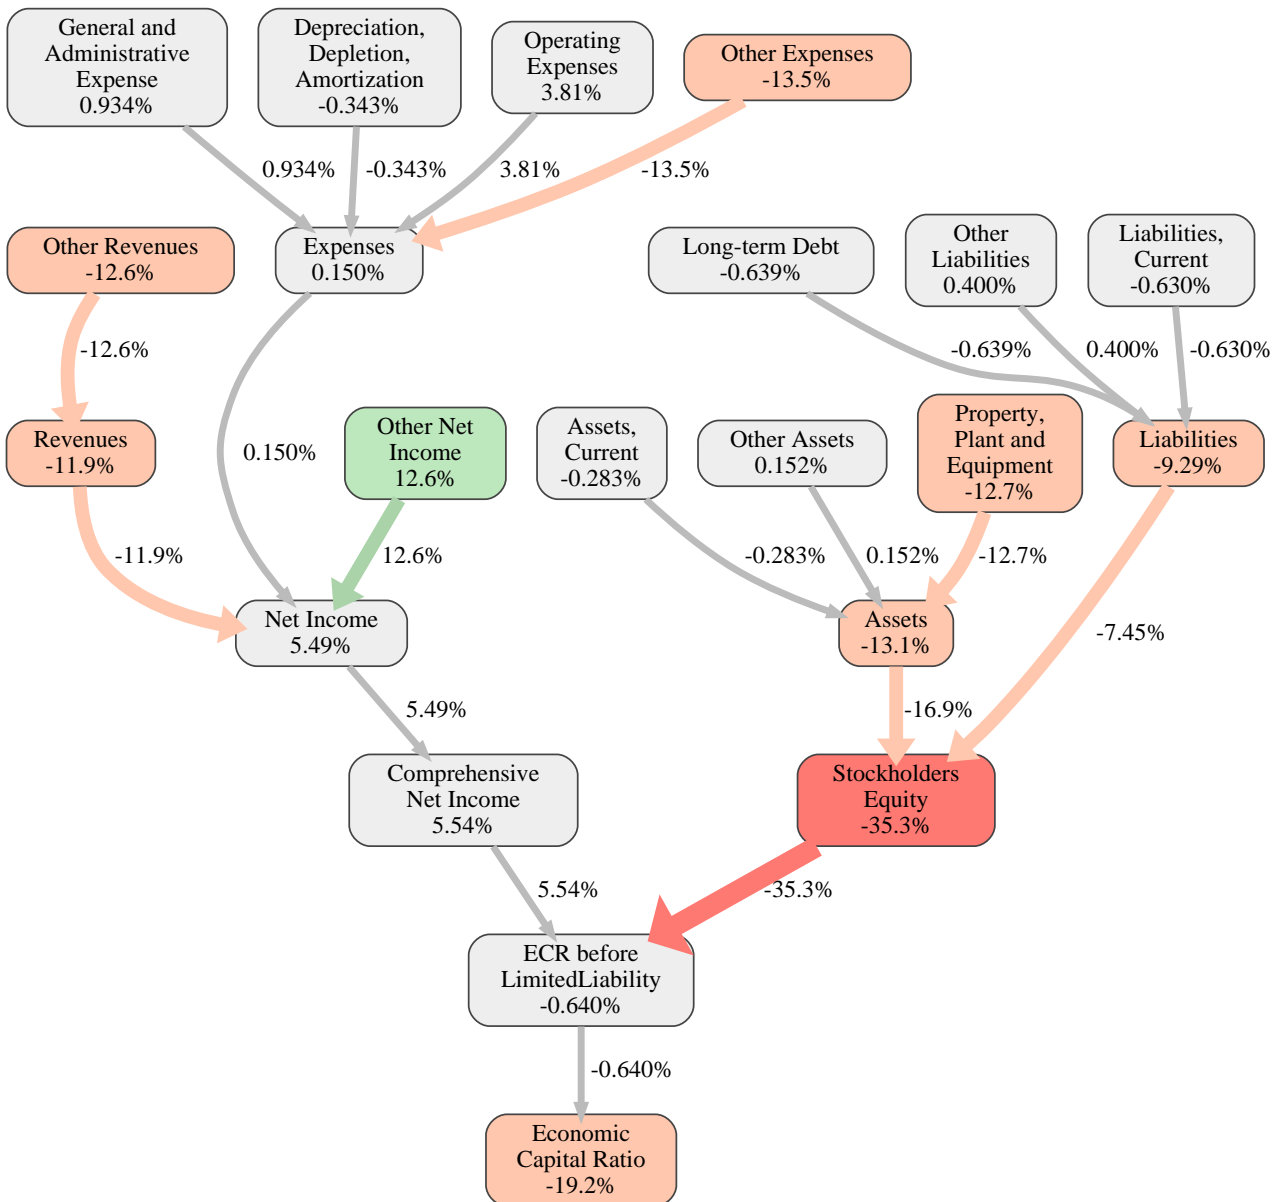 General and
Administrative
Expense
0.934%
Depreciation,
Depletion,
Amortization
-0.343%
Operating
Expenses
3.81%
Other Expenses
-13.5%
0.934%
-0.343%
3.81%
-13.5%
Other Revenues
-12.6%
Expenses
0.150%
Long-term Debt
-0.639%
Other
Liabilities
0.400%
Liabilities,
Current
-0.630%
-12.6%
-0.639%
0.400%
-0.630%
Revenues
-11.9%
0.150%
Other Net
Income
12.6%
Assets,
Current
-0.283%
Other Assets
0.152%
Property,
Plant and
Equipment
-12.7%
Liabilities
-9.29%
-11.9%
12.6%
-0.283%
0.152%
-12.7%
Net Income
5.49%
Assets
-13.1%
-7.45%
5.49%
-16.9%
Comprehensive
Net Income
5.54%
Stockholders
Equity
-35.3%
5.54%
-35.3%
ECR before
LimitedLiability
-0.640%
-0.640%
Economic
Capital Ratio
-19.2%